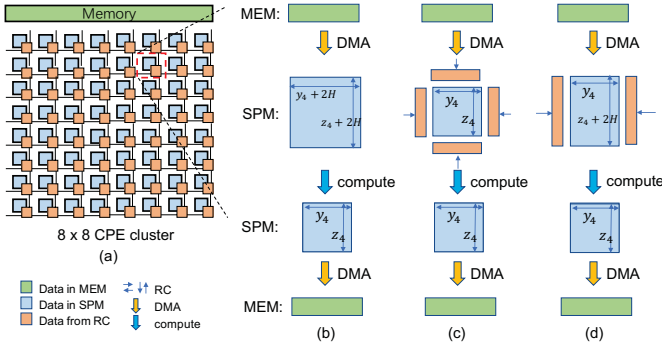 Memory
8 x 8 CPE cluster
(a)
Data in MEM
Data in SPM
Data from RC
RC
DMA
compute
MEM:
DMA
SPM:
y₄ + 2H
z₄ + 2H
compute
SPM:
y₄
z₄
DMA
MEM:
(b)
DMA
y₄
z₄
compute
y₄
z₄
DMA
(c)
DMA
y₄
z₄ + 2H
compute
y₄
z₄
DMA
(d)